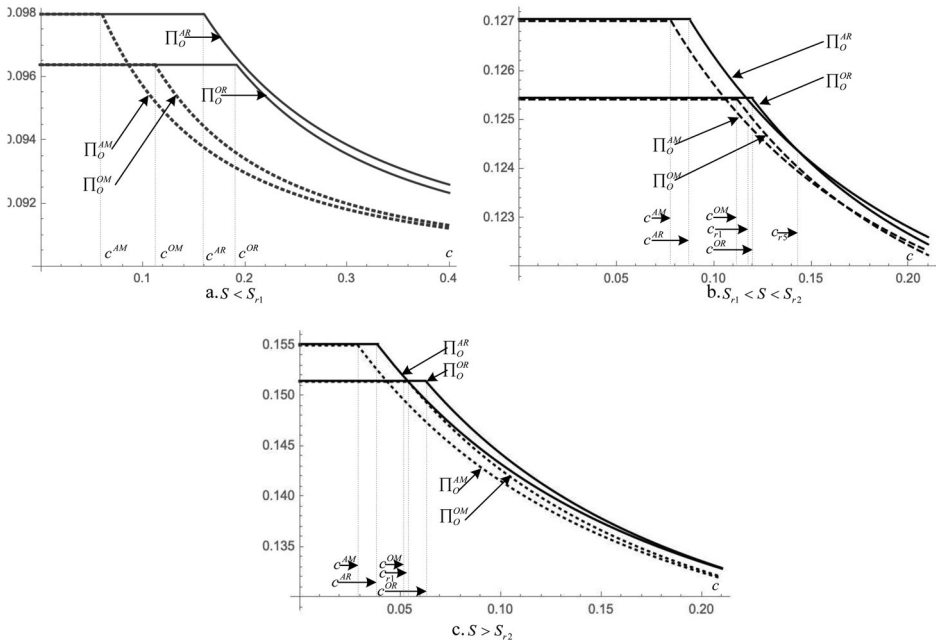 0.098
0.096
0.094
0.092
Π_O^{AR}
Π_O^{OR}
Π_O^{AM}
Π_O^{OM}
c^{AM} c^{OM} c^{AR} c^{OR} c
0.1 0.2 0.3 0.4
a. S < S_{r1}
0.127
0.126
0.125
0.124
0.123
Π_O^{AR}
Π_O^{OR}
Π_O^{AM}
Π_O^{OM}
c^{AM} c^{OM}
c_{r1} c_{r5}
c^{AR} c^{OR} c
0.05 0.10 0.15 0.20
b. S_{r1} < S < S_{r2}
0.155
0.150
0.145
0.140
0.135
Π_O^{AR}
Π_O^{OR}
Π_O^{AM}
Π_O^{OM}
c^{AM} c^{OM}
c^{AR} c_{r1}
c^{OR} c
0.05 0.10 0.15 0.20
c. S > S_{r2}